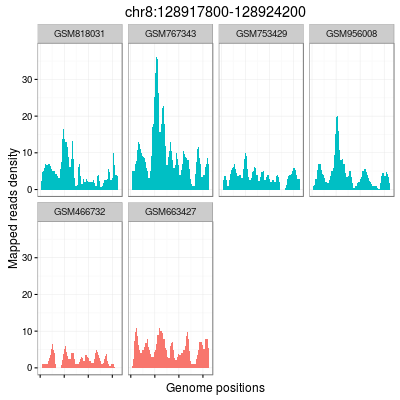 chr8:128917800-128924200
GSM818031 GSM767343 GSM753429 GSM956008
30
20
10
0
Mapped reads density
GSM466732 GSM663427
30
20
10
0
Genome positions